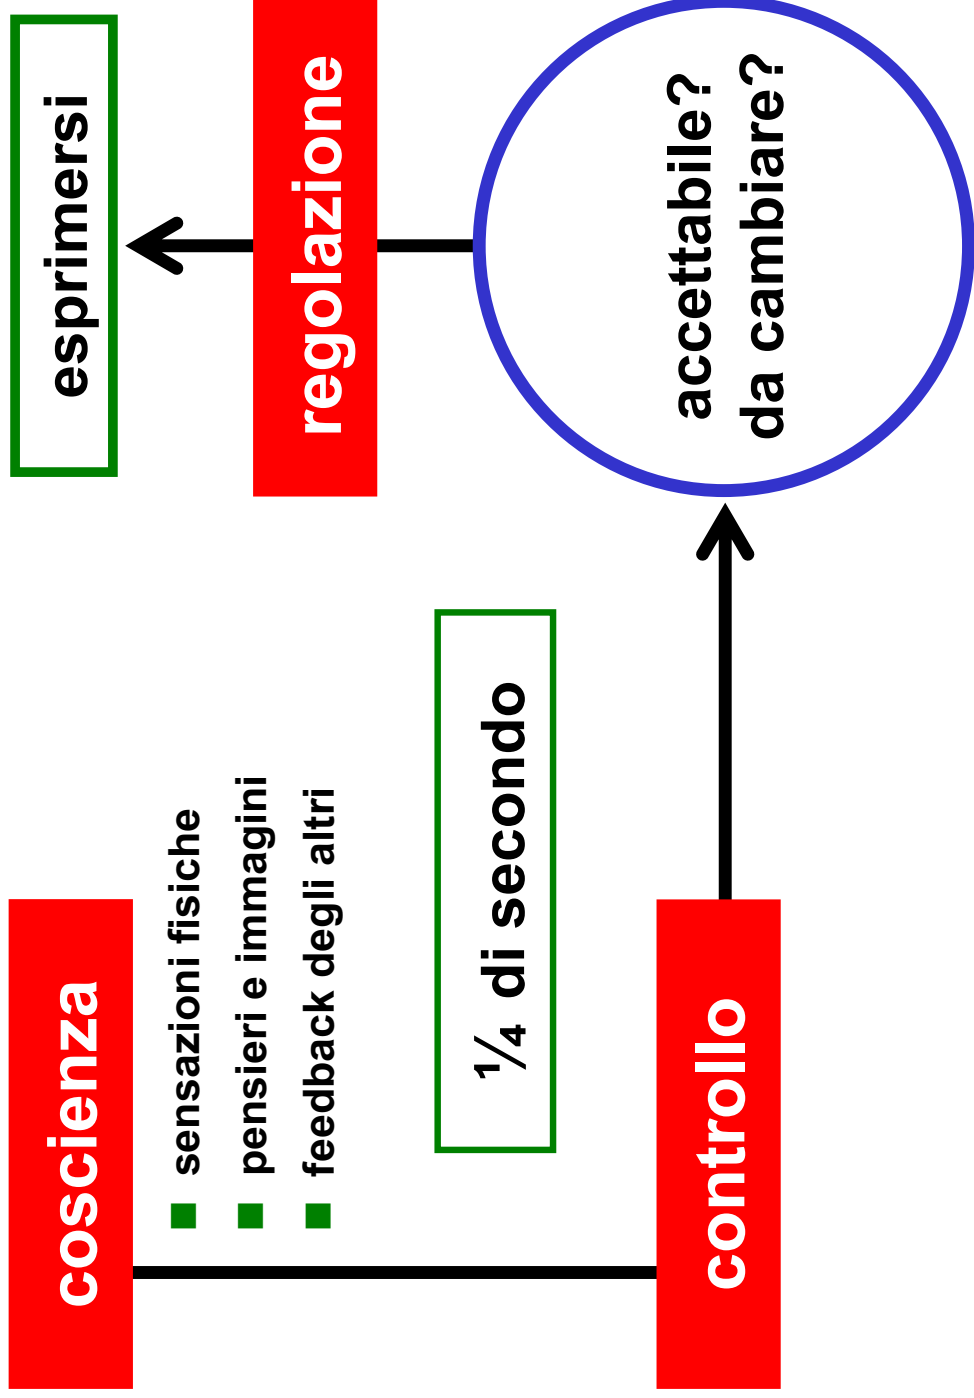 coscienza
sensazioni fisiche
pensieri e immagini
feedback degli altri
¼ di secondo
controllo
esprimersi
regolazione
accettabile?
da cambiare?